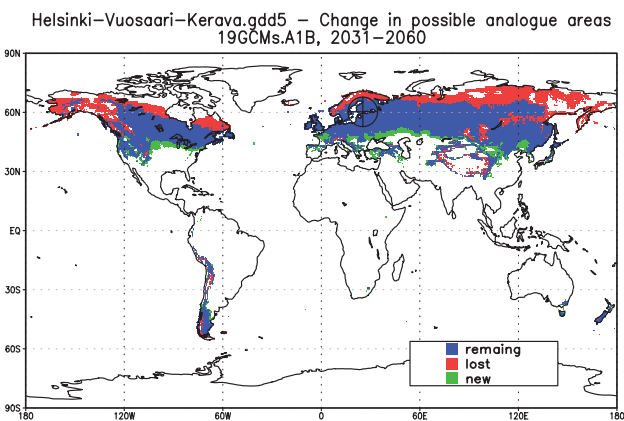 Helsinki-Vuosaari-Kerava.gdd5 - Change in possible analogue areas
19GCMs.A1B, 2031-2060
90N
60N
30N
EQ
30S
60S
90S
180 120W 60W 0 60E 120E 180
remaing
lost
new